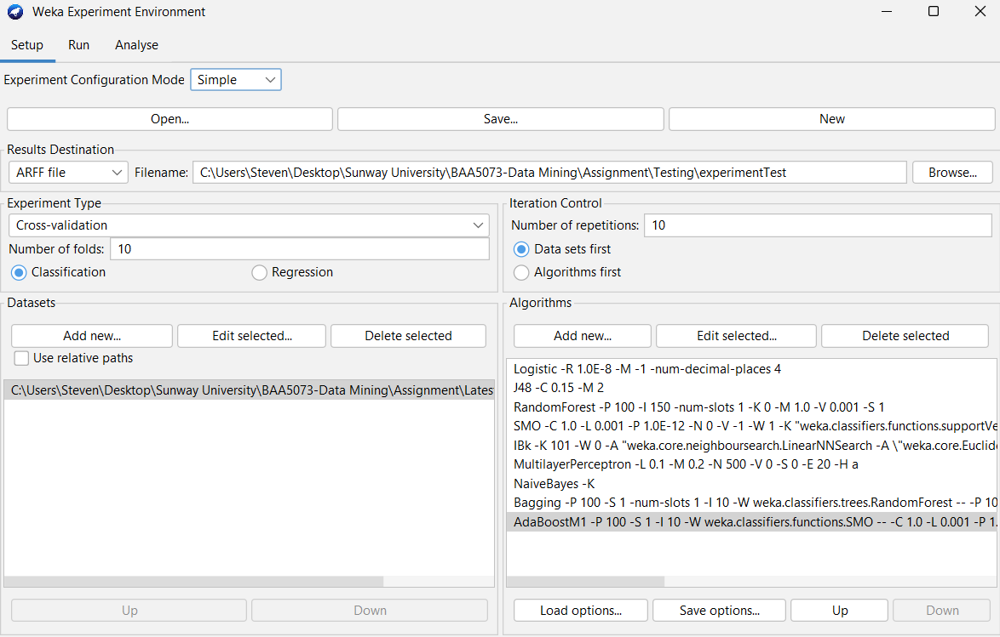 Weka Experiment Environment
Setup Run Analyse
Experiment Configuration Mode Simple
Open... Save... New
Results Destination
ARFF file Filename: C:\Users\Steven\Desktop\Sunway University\BAA5073-Data Mining\Assignment\Testing\experimentTest Browse...
Experiment Type
Cross-validation
Number of folds: 10
Classification Regression
Iteration Control
Number of repetitions: 10
Data sets first
Algorithms first
Datasets
Add new... Edit selected... Delete selected
Use relative paths
C:\Users\Steven\Desktop\Sunway University\BAA5073-Data Mining\Assignment\Lates
Up Down
Algorithms
Add new... Edit selected... Delete selected
Logistic -R 1.0E-8 -M -1 -num-decimal-places 4
J48 -C 0.15 -M 2
RandomForest -P 100 -I 150 -num-slots 1 -K 0 -M 1.0 -V 0.001 -S 1
SMO -C 1.0 -L 0.001 -P 1.0E-12 -N 0 -V -1 -W 1 -K "weka.classifiers.functions.supportVe
IBk -K 101 -W 0 -A "weka.core.neighboursearch.LinearNNSearch -A \"weka.core.Euclide
MultilayerPerceptron -L 0.1 -M 0.2 -N 500 -V 0 -S 0 -E 20 -H a
NaiveBayes -K
Bagging -P 100 -S 1 -num-slots 1 -I 10 -W weka.classifiers.trees.RandomForest -- -P 10
AdaBoostM1 -P 100 -S 1 -I 10 -W weka.classifiers.functions.SMO -- -C 1.0 -L 0.001 -P 1.
Load options... Save options... Up Down